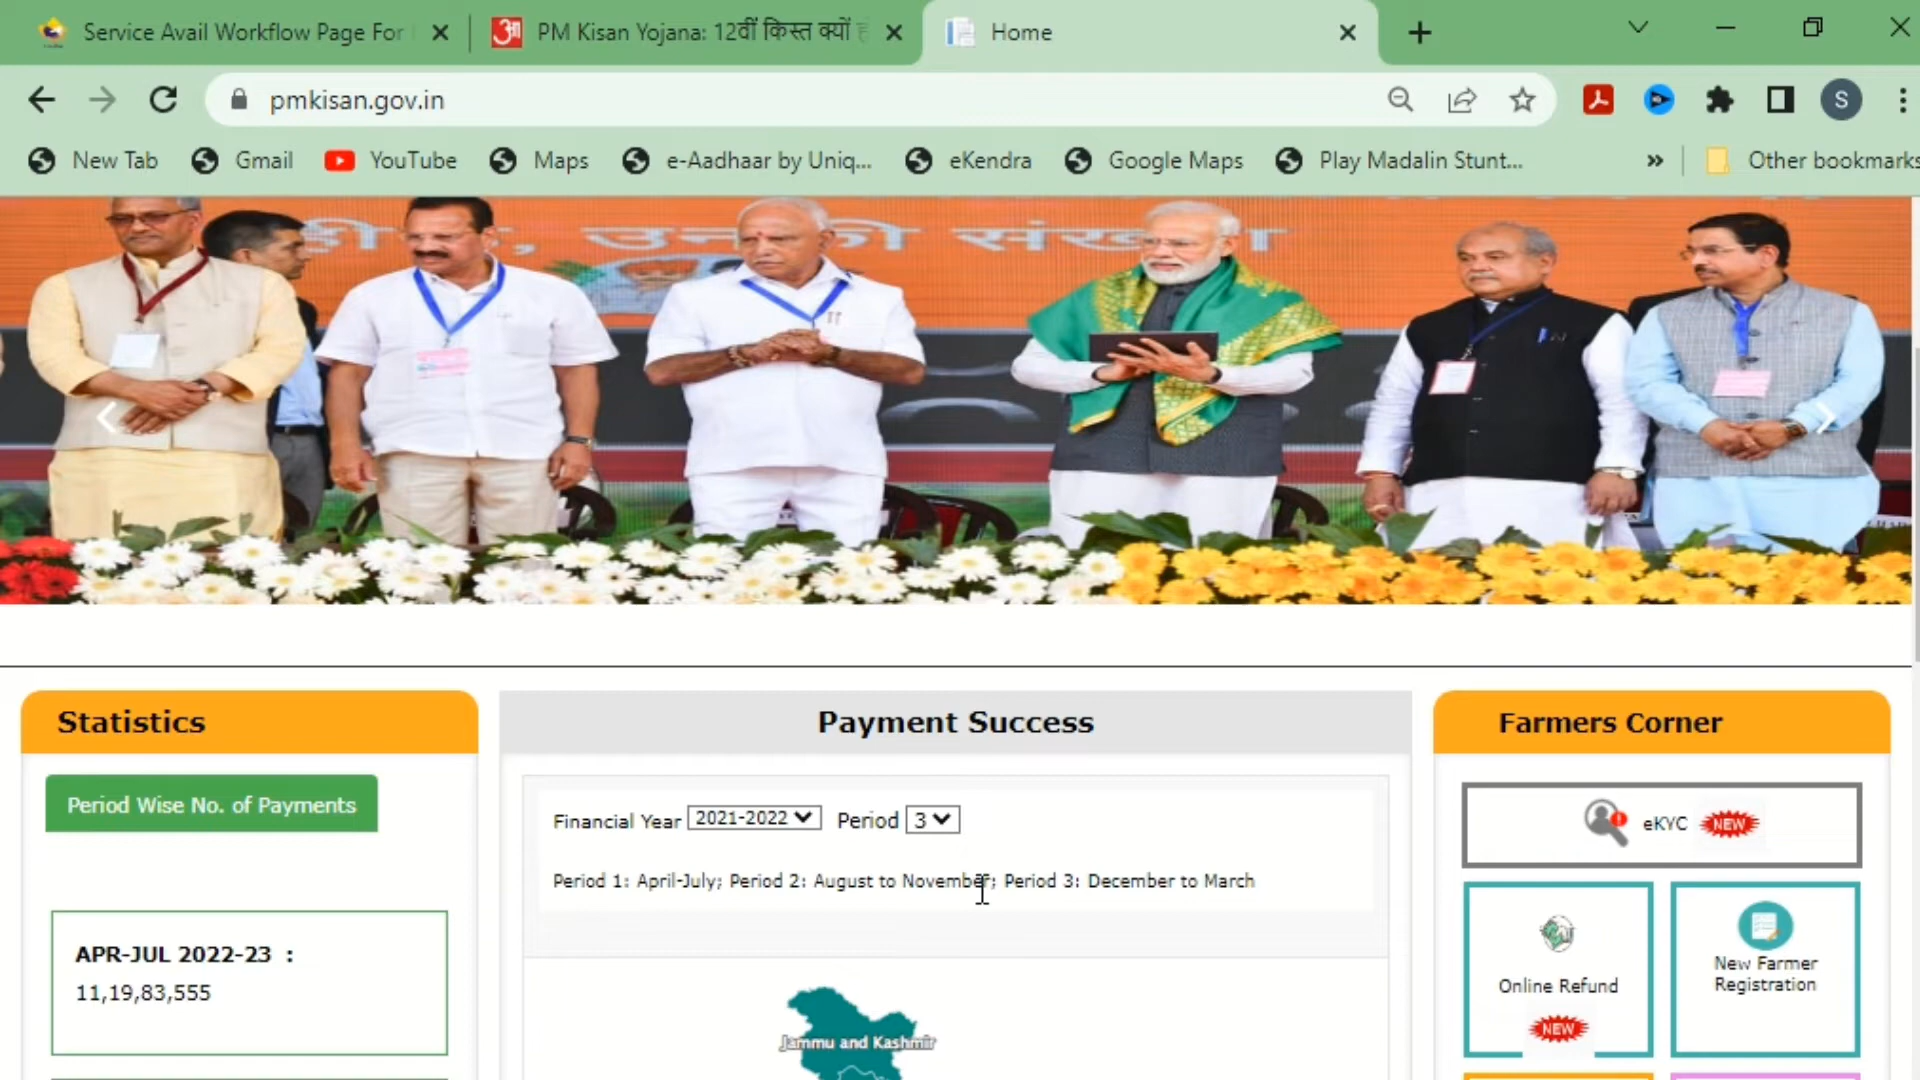 Service Avail Workflow Page For
PM Kisan Yojana: 12वीं किस्त क्यों
Home
pmkisan.gov.in
S
New Tab
Gmail
YouTube
Maps
e-Aadhaar by Uniq...
eKendra
Google Maps
Play Madalin Stunt...
»
Other bookmarks
ही , उनकी संख्या
Statistics
Payment Success
Farmers Corner
Period Wise No. of Payments
Financial Year 2021-2022 Period 3
Period 1: April-July; Period 2: August to November; Period 3: December to March
eKYC NEW
APR-JUL 2022-23 :
11,19,83,555
Online Refund
NEW
New Farmer
Registration
Jammu and Kashmir